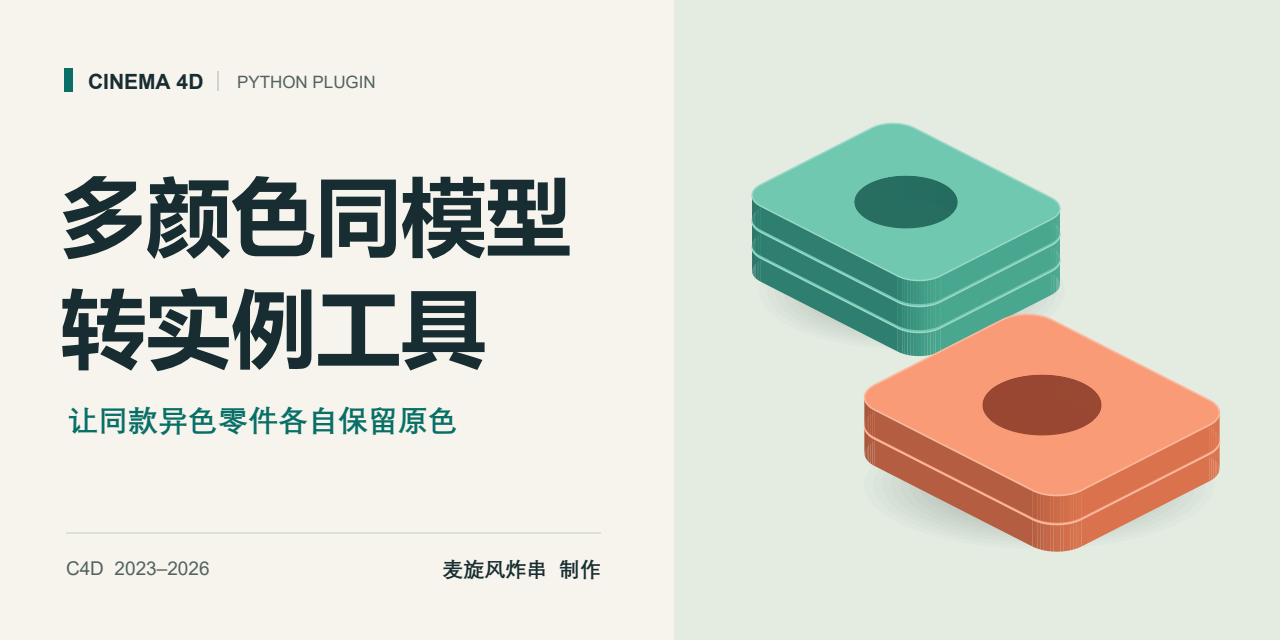 CINEMA 4D | PYTHON PLUGIN
多颜色同模型
转实例工具
让同款异色零件各自保留原色
C4D 2023–2026
麦旋风炸串 制作